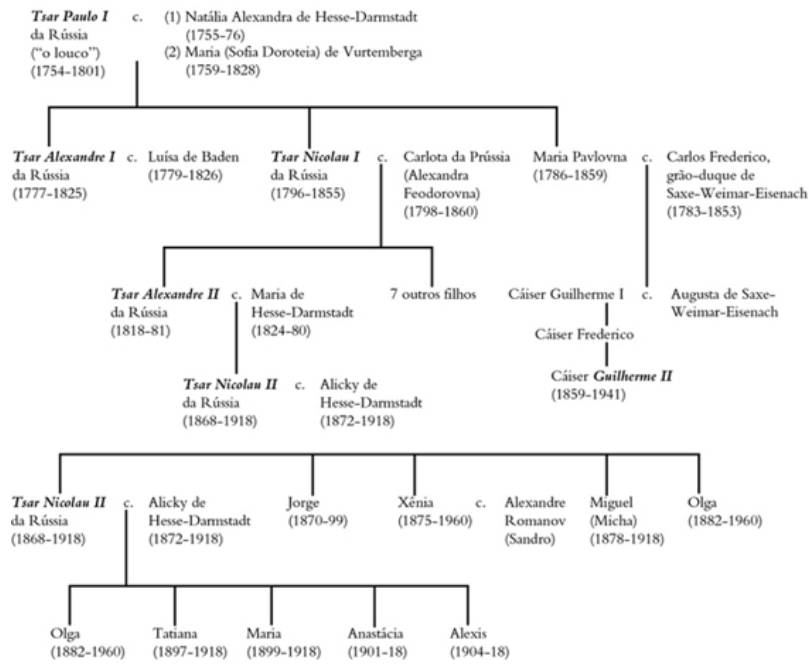 Tsar Paulo I c. (1) Natália Alexandra de Hesse-Darmstadt
da Rússia (1755-76)
("o louco") (2) Maria (Sofia Doroteia) de Vurtemberga
(1754-1801) (1759-1828)
Tsar Alexandre I c. Luísa de Baden Tsar Nicolau I c. Carlota da Prússia Maria Pavlovna c. Carlos Frederico,
da Rússia (1779-1826) da Rússia (Alexandra (1786-1859) grão-duque de
(1777-1825) (1796-1855) Feodorovna) Saxe-Weimar-Eisenach
(1798-1860) (1783-1853)
Tsar Alexandre II c. Maria de 7 outros filhos Cáiser Guilherme I c. Augusta de Saxe-
da Rússia Hesse-Darmstadt Weimar-Eisenach
(1818-81) (1824-80)
Cáiser Frederico
Tsar Nicolau II c. Alicky de Cáiser Guilherme II
da Rússia Hesse-Darmstadt (1859-1941)
(1868-1918) (1872-1918)
Tsar Nicolau II c. Alicky de Jorge Xénia c. Alexandre Miguel Olga
da Rússia Hesse-Darmstadt (1870-99) (1875-1960) Romanov (Micha) (1882-1960)
(1868-1918) (1872-1918) (Sandro) (1878-1918)
Olga Tatiana Maria Anastácia Alexis
(1882-1960) (1897-1918) (1899-1918) (1901-18) (1904-18)